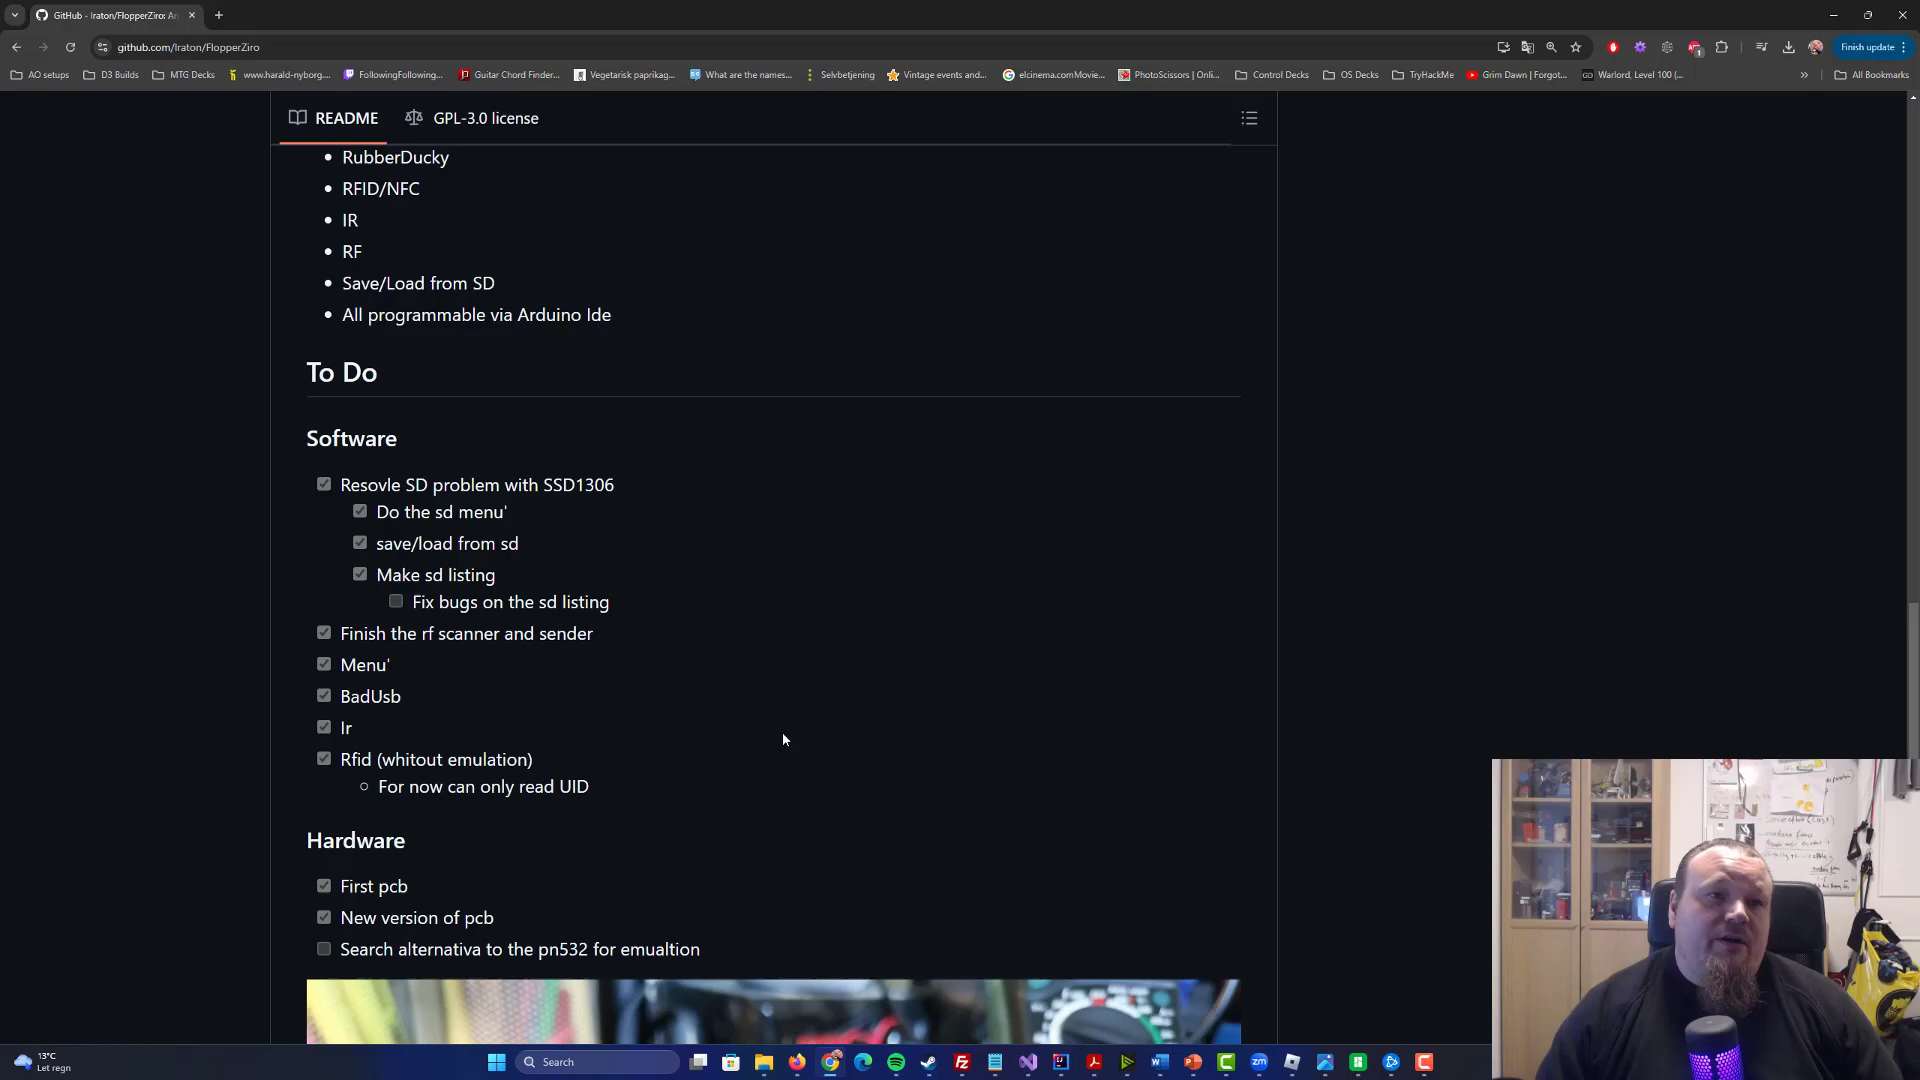 GitHub - Iraton/FlopperZiro: An
github.com/Iraton/FlopperZiro
Finish update
AO setups
D3 Builds
MTG Decks
www.harald-nyborg...
FollowingFollowing...
Guitar Chord Finder...
Vegetarisk paprikag...
What are the names...
Selvbetjening
Vintage events and...
elcinema.comMovie...
PhotoScissors | Onli...
Control Decks
OS Decks
TryHackMe
Grim Dawn | Forgot...
Warlord, Level 100 (...
All Bookmarks
README
GPL-3.0 license
RubberDucky
RFID/NFC
IR
RF
Save/Load from SD
All programmable via Arduino Ide
To Do
Software
Resovle SD problem with SSD1306
Do the sd menu'
save/load from sd
Make sd listing
Fix bugs on the sd listing
Finish the rf scanner and sender
Menu'
BadUsb
Ir
Rfid (whitout emulation)
For now can only read UID
Hardware
First pcb
New version of pcb
Search alternativa to the pn532 for emualtion
13°C
Let regn
Search